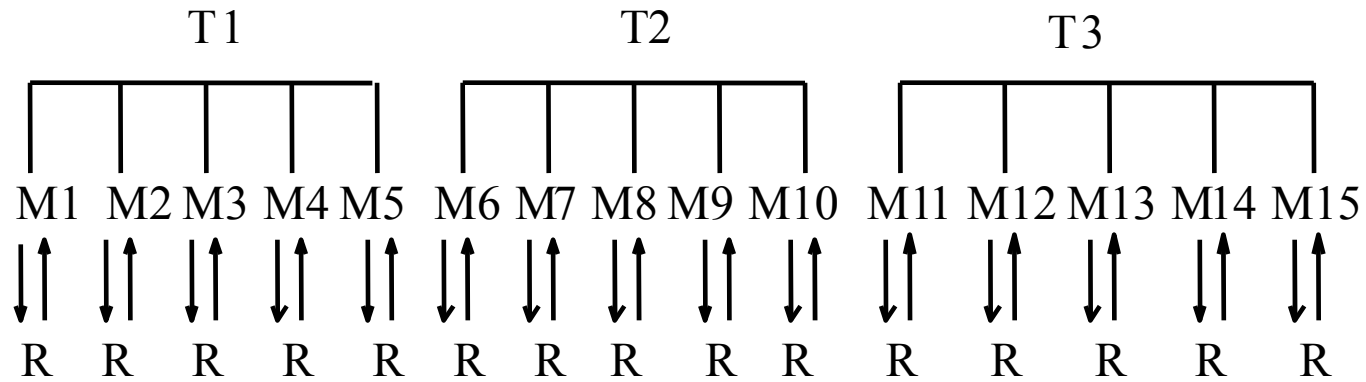 T1 T2 T3
M1 M2 M3 M4 M5 M6 M7 M8 M9 M10 M11 M12 M13 M14 M15
R R R R R R R R R R R R R R R